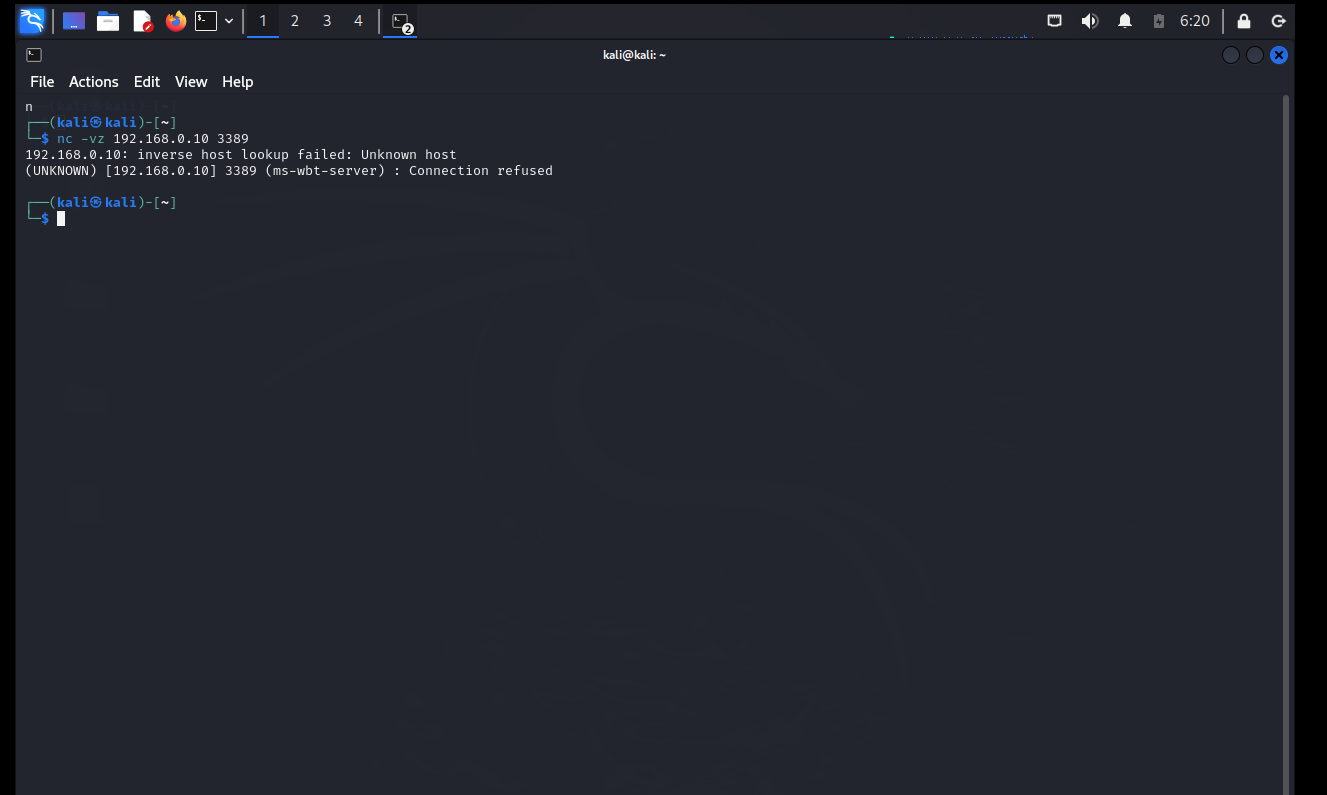 1 2 3 4 2 6:20
kali@kali: ~
File Actions Edit View Help
n
┌──(kali㉿kali)-[~]
└─$ nc -vz 192.168.0.10 3389
192.168.0.10: inverse host lookup failed: Unknown host
(UNKNOWN) [192.168.0.10] 3389 (ms-wbt-server) : Connection refused
┌──(kali㉿kali)-[~]
└─$